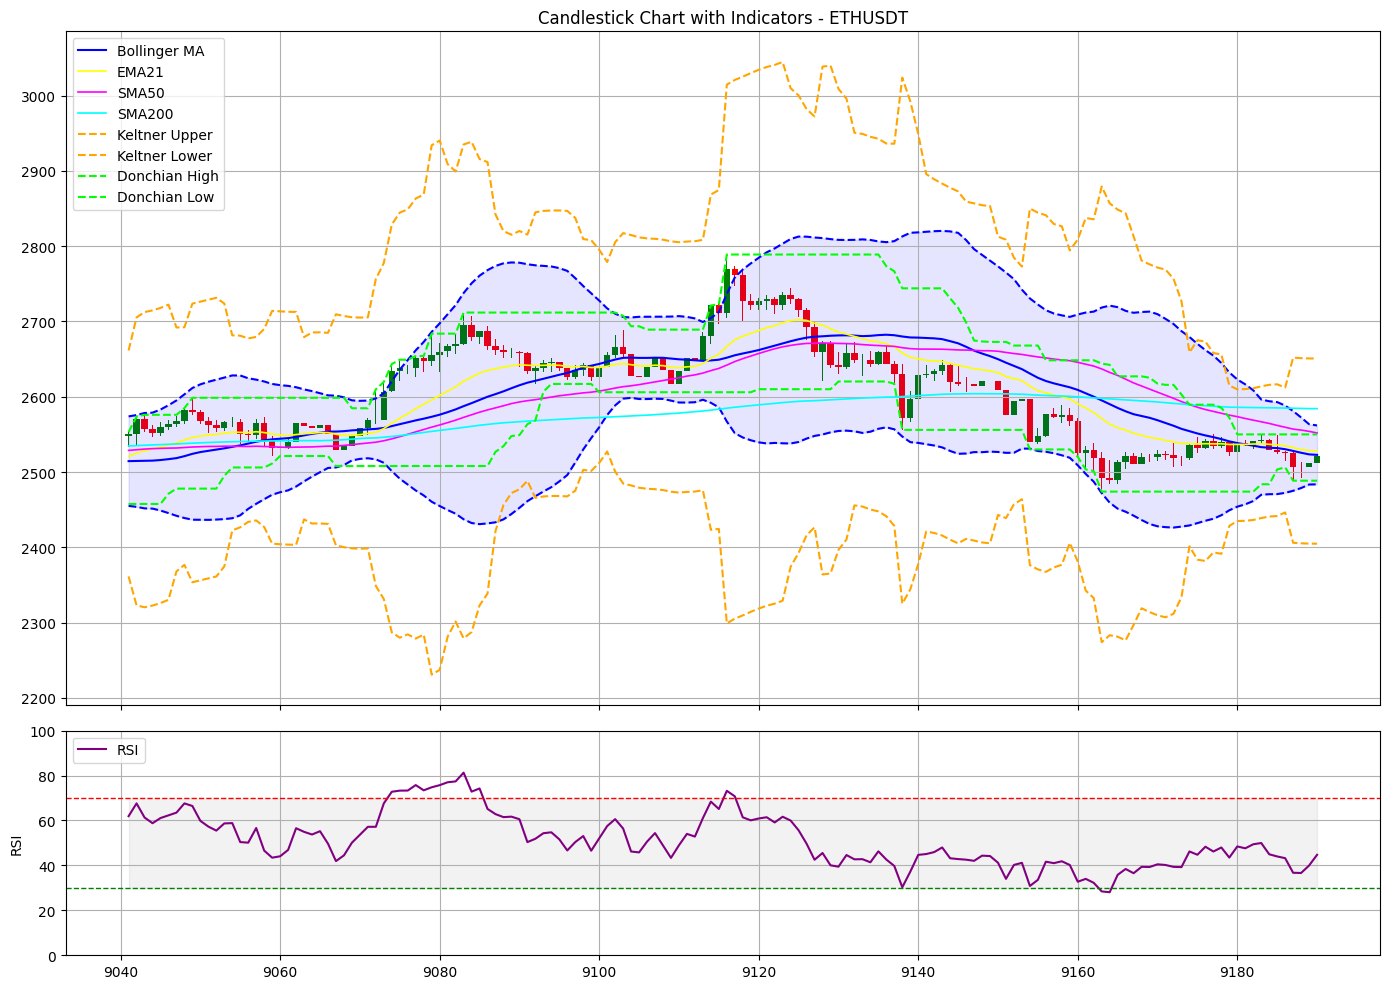 Candlestick Chart with Indicators - ETHUSDT
Bollinger MA
EMA21
SMA50
SMA200
Keltner Upper
Keltner Lower
Donchian High
Donchian Low
3000
2900
2800
2700
2600
2500
2400
2300
2200
RSI
100
80
60
40
20
0
RSI
9040 9060 9080 9100 9120 9140 9160 9180